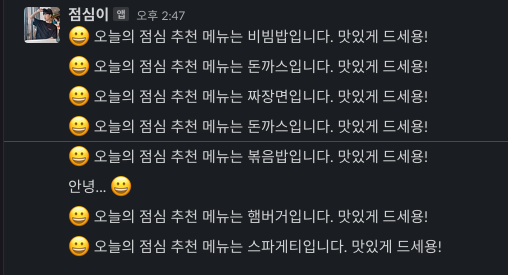 점심이 앱 오후 2:47
😀 오늘의 점심 추천 메뉴는 비빔밥입니다. 맛있게 드세용!
😀 오늘의 점심 추천 메뉴는 돈까스입니다. 맛있게 드세용!
😀 오늘의 점심 추천 메뉴는 짜장면입니다. 맛있게 드세용!
😀 오늘의 점심 추천 메뉴는 돈까스입니다. 맛있게 드세용!
😀 오늘의 점심 추천 메뉴는 볶음밥입니다. 맛있게 드세용!
안녕... 😀
😀 오늘의 점심 추천 메뉴는 햄버거입니다. 맛있게 드세용!
😀 오늘의 점심 추천 메뉴는 스파게티입니다. 맛있게 드세용!